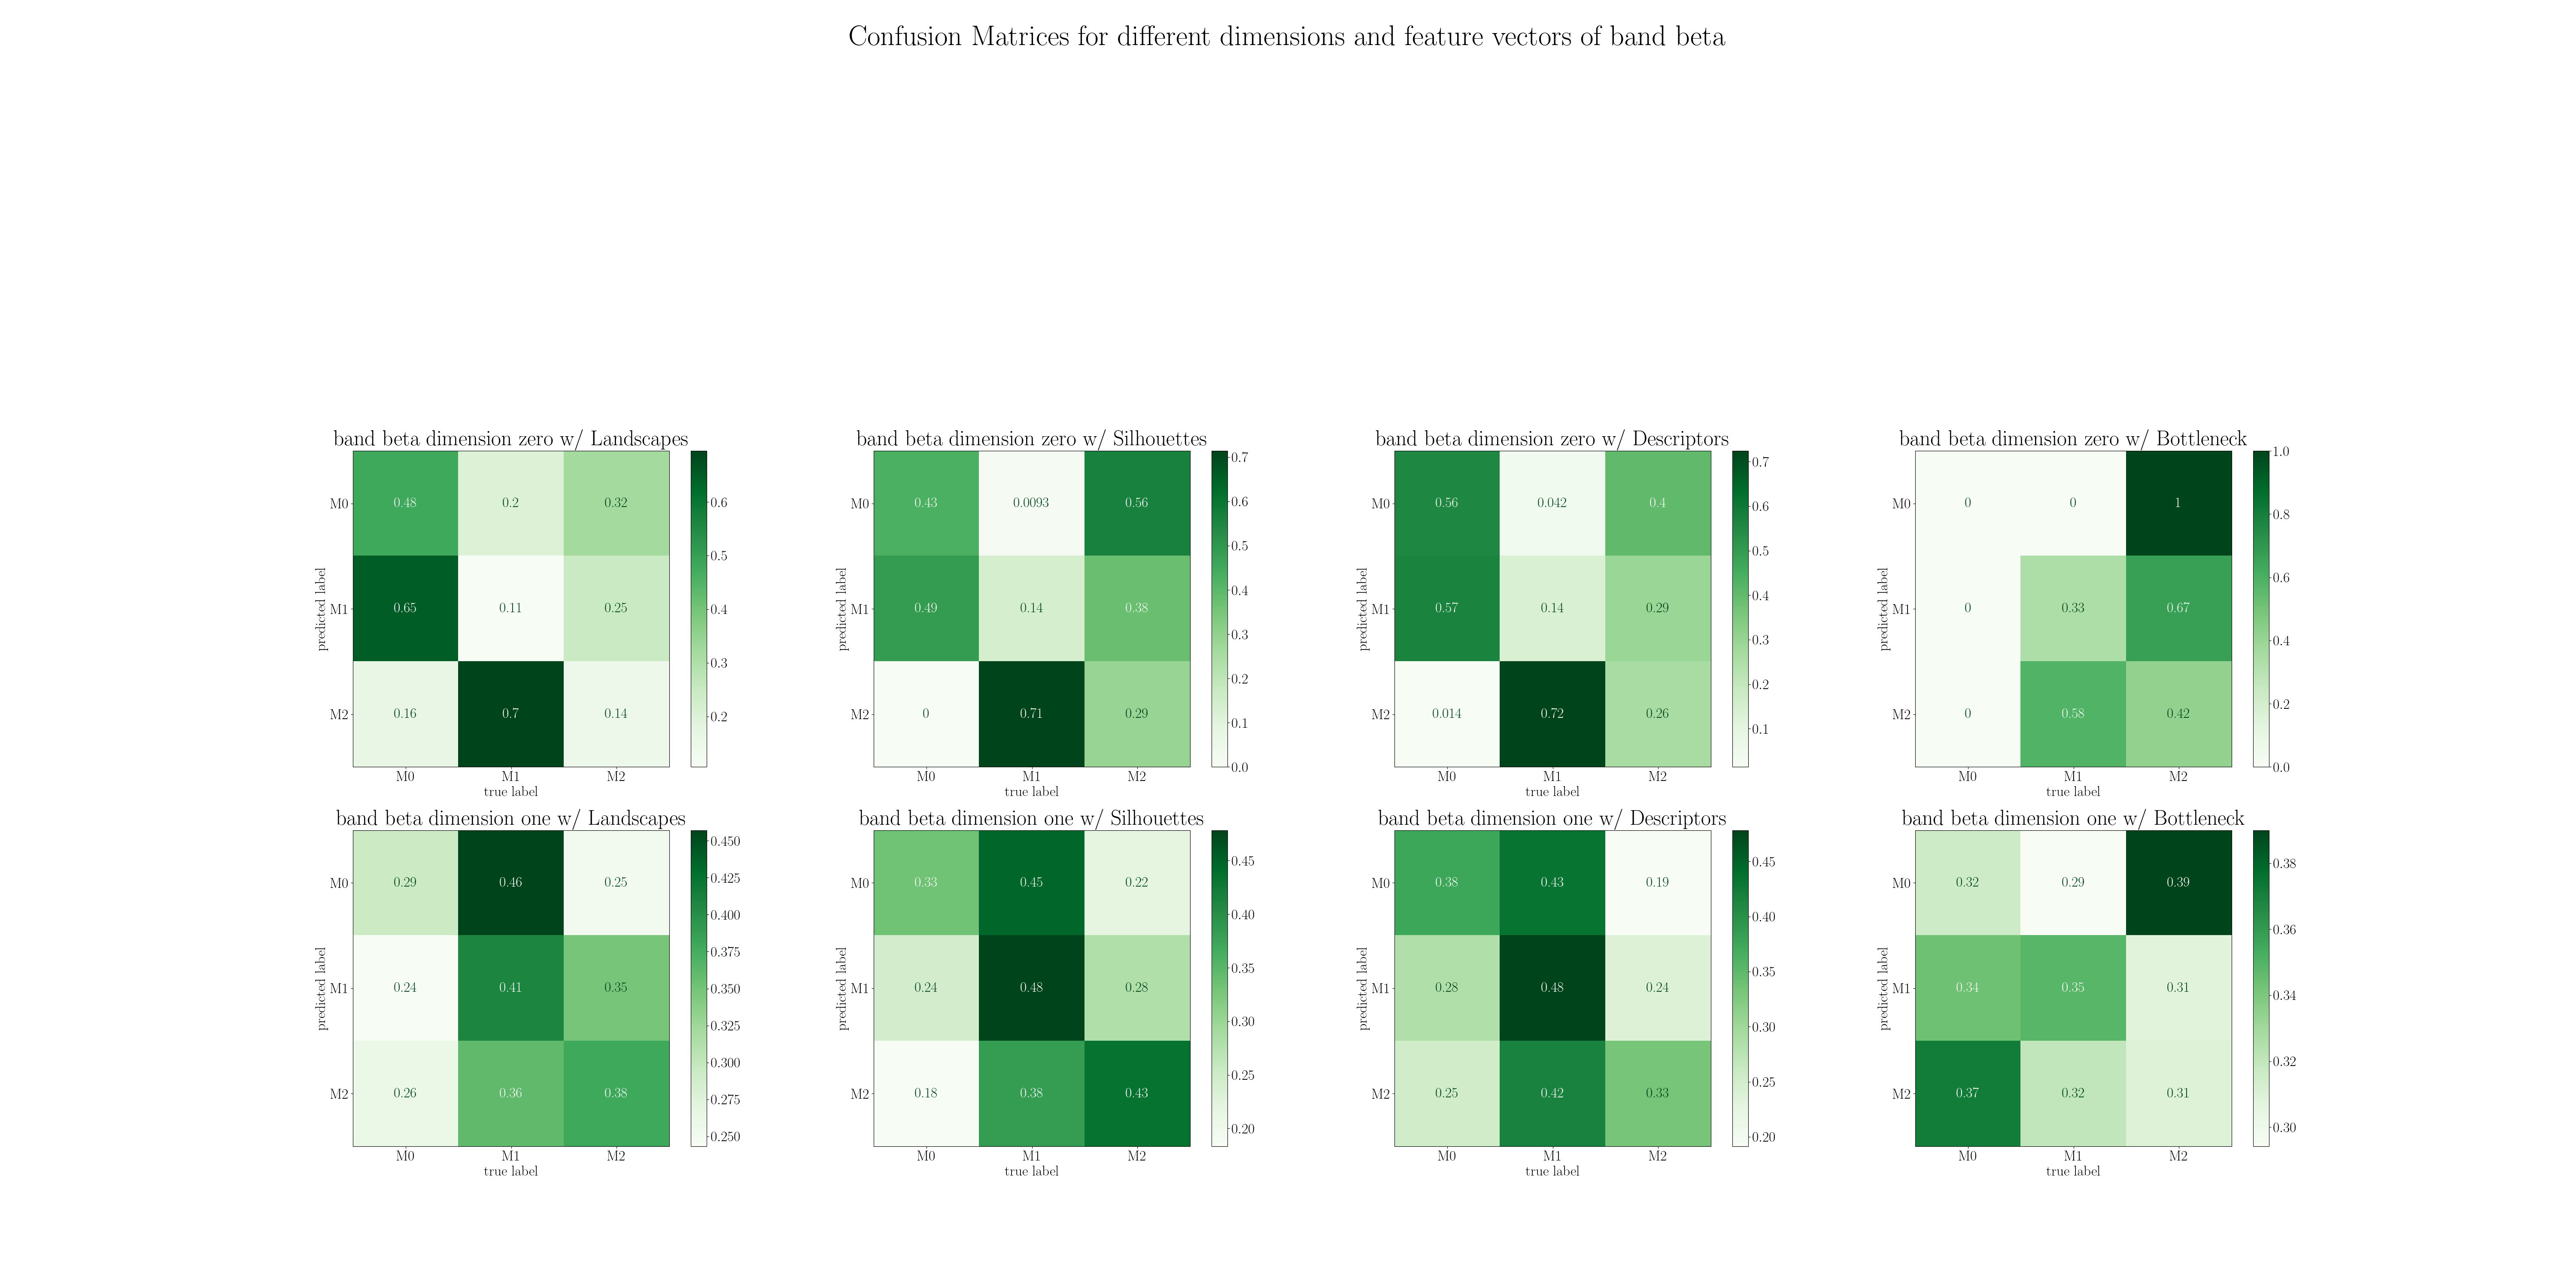 Confusion Matrices for different dimensions and feature vectors of band beta
band beta dimension zero w/ Landscapes
predicted label
M0 0.48 0.2 0.32
M1 0.65 0.11 0.25
M2 0.16 0.7 0.14
M0 M1 M2
true label
0.6
0.5
0.4
0.3
0.2
band beta dimension zero w/ Silhouettes
predicted label
M0 0.43 0.0093 0.56
M1 0.49 0.14 0.38
M2 0 0.71 0.29
M0 M1 M2
true label
0.7
0.6
0.5
0.4
0.3
0.2
0.1
0.0
band beta dimension zero w/ Descriptors
predicted label
M0 0.56 0.042 0.4
M1 0.57 0.14 0.29
M2 0.014 0.72 0.26
M0 M1 M2
true label
0.7
0.6
0.5
0.4
0.3
0.2
0.1
band beta dimension zero w/ Bottleneck
predicted label
M0 0 0 1
M1 0 0.33 0.67
M2 0 0.58 0.42
M0 M1 M2
true label
1.0
0.8
0.6
0.4
0.2
0.0
band beta dimension one w/ Landscapes
predicted label
M0 0.29 0.46 0.25
M1 0.24 0.41 0.35
M2 0.26 0.36 0.38
M0 M1 M2
true label
0.450
0.425
0.400
0.375
0.350
0.325
0.300
0.275
0.250
band beta dimension one w/ Silhouettes
predicted label
M0 0.33 0.45 0.22
M1 0.24 0.48 0.28
M2 0.18 0.38 0.43
M0 M1 M2
true label
0.45
0.40
0.35
0.30
0.25
0.20
band beta dimension one w/ Descriptors
predicted label
M0 0.38 0.43 0.19
M1 0.28 0.48 0.24
M2 0.25 0.42 0.33
M0 M1 M2
true label
0.45
0.40
0.35
0.30
0.25
0.20
band beta dimension one w/ Bottleneck
predicted label
M0 0.32 0.29 0.39
M1 0.34 0.35 0.31
M2 0.37 0.32 0.31
M0 M1 M2
true label
0.38
0.36
0.34
0.32
0.30